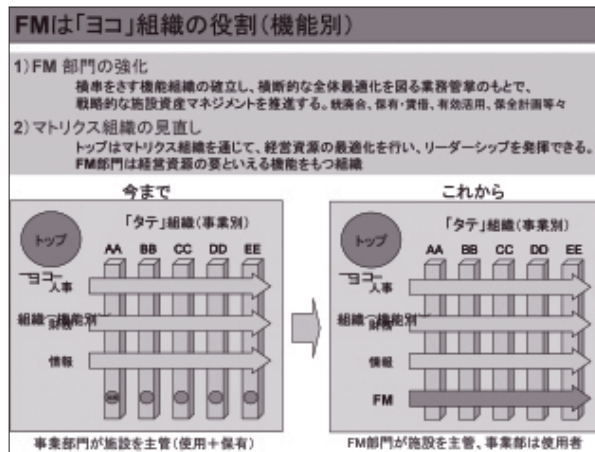 FMは「ヨコ」組織の役割(機能別)
1)FM 部門の強化
横串をさす機能組織の確立し、横断的な全体最適化を図る業務管掌のもとで、
戦略的な施設資産マネジメントを推進する。統廃合、保有・賃借、有効活用、保全計画等々
2)マトリクス組織の見直し
トップはマトリクス組織を通じて、経営資源の最適化を行い、リーダーシップを発揮できる。
FM部門は経営資源の要といえる機能をもつ組織
今まで
「タテ」組織(事業別)
トップ
AA BB CC DD EE
ヨコ
人事
組織 機能別
財務
情報
事業部門が施設を主管(使用+保有)
これから
「タテ」組織(事業別)
トップ
AA BB CC DD EE
ヨコ
人事
組織 機能別
財務
情報
FM
FM部門が施設を主管、事業部は使用者